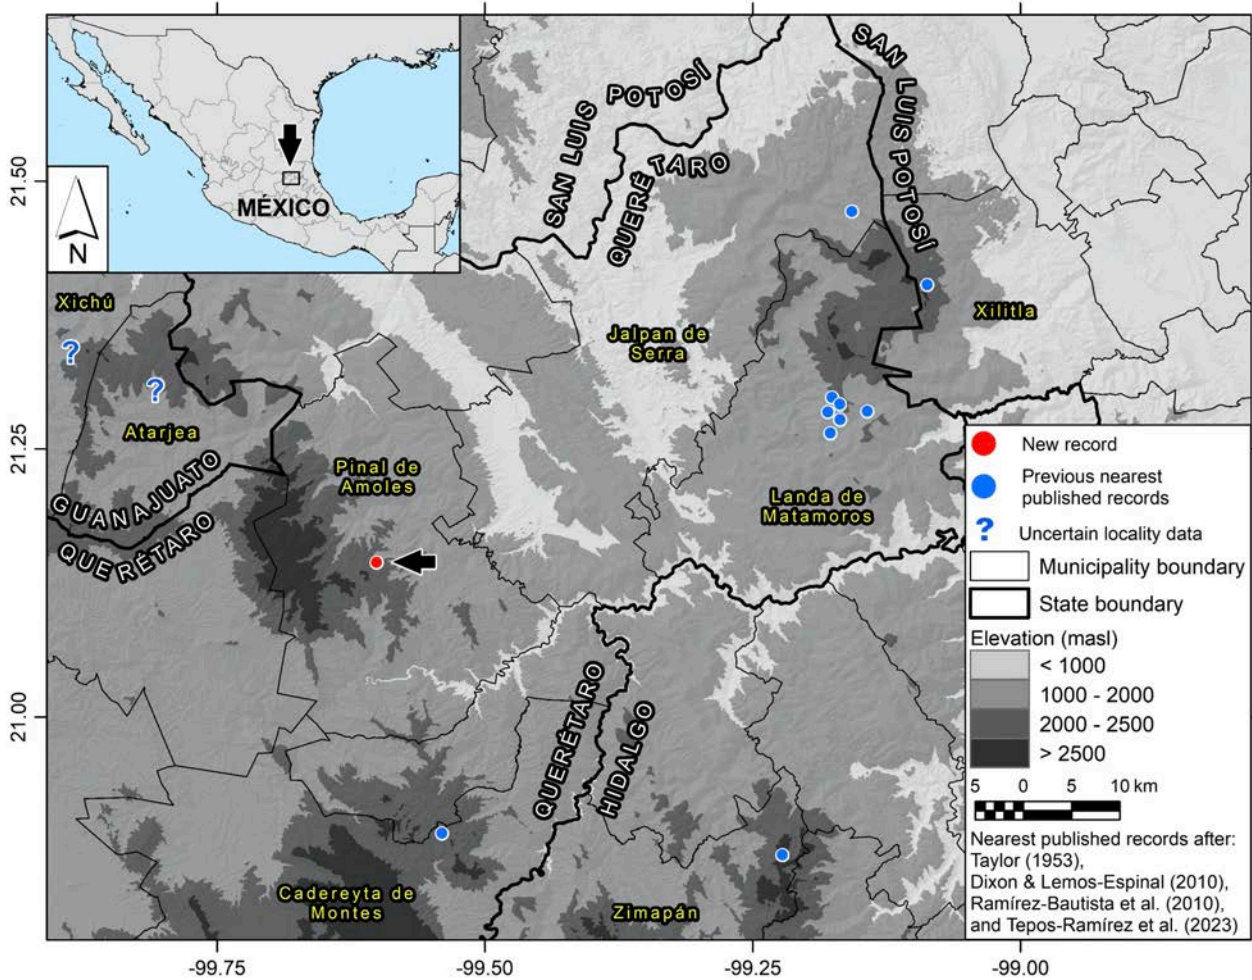 MÉXICO
N
SAN LUIS POTOSÍ
QUERÉTARO
SAN LUIS POTOSÍ
Xichú
?
?
Atarjea
GUANAJUATO
QUERÉTARO
Pinal de
Amoles
Jalpan de
Serra
Xilitla
Landa de
Matamoros
QUERÉTARO
HIDALGO
Cadereyta de
Montes
Zimapán
New record
Previous nearest
published records
? Uncertain locality data
Municipality boundary
State boundary
Elevation (masl)
< 1000
1000 - 2000
2000 - 2500
> 2500
5 0 5 10 km
Nearest published records after:
Taylor (1953),
Dixon & Lemos-Espinal (2010),
Ramírez-Bautista et al. (2010),
and Tepos-Ramírez et al. (2023)
21.50
21.25
21.00
-99.75 -99.50 -99.25 -99.00